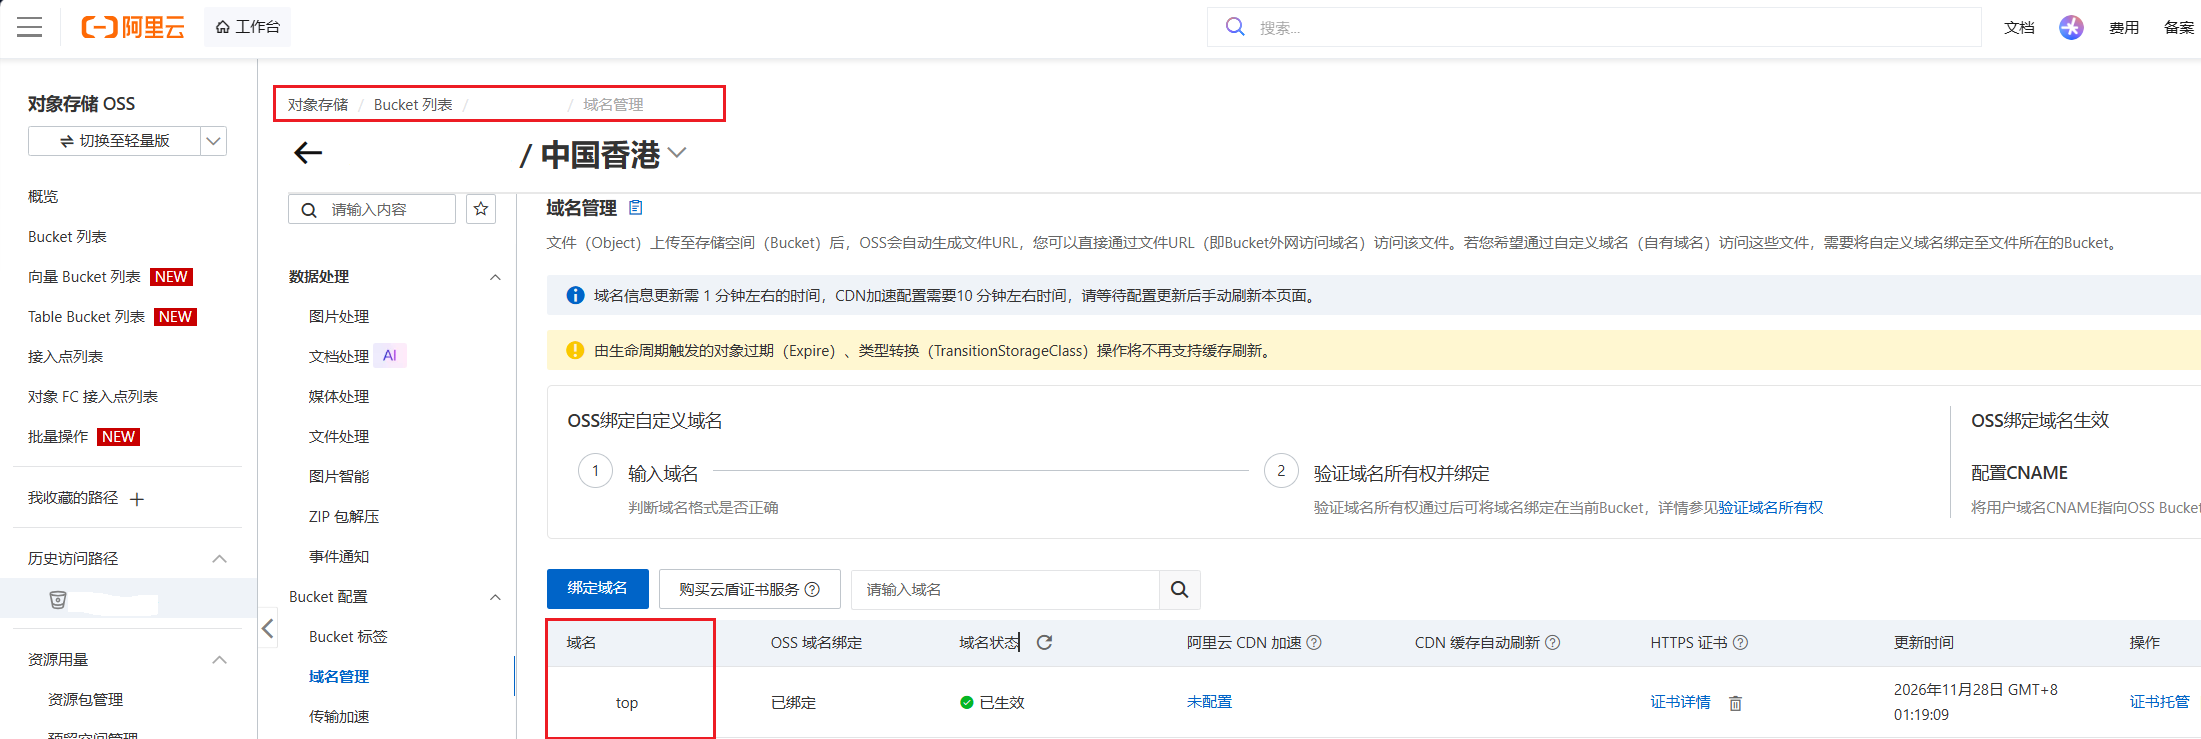 阿里云
工作台
搜索...
文档
费用
备案
对象存储 OSS
切换至轻量版
概览
Bucket 列表
向量 Bucket 列表 NEW
Table Bucket 列表 NEW
接入点列表
对象 FC 接入点列表
批量操作 NEW
我收藏的路径
历史访问路径
资源用量
资源包管理
预留空间管理
对象存储 / Bucket 列表 / / 域名管理
/ 中国香港
请输入内容
数据处理
图片处理
文档处理 AI
媒体处理
文件处理
图片智能
ZIP 包解压
事件通知
Bucket 配置
Bucket 标签
域名管理
传输加速
域名管理
文件（Object）上传至存储空间（Bucket）后，OSS会自动生成文件URL，您可以直接通过文件URL（即Bucket外网访问域名）访问该文件。若您希望通过自定义域名（自有域名）访问这些文件，需要将自定义域名绑定至文件所在的Bucket。
域名信息更新需 1 分钟左右的时间，CDN加速配置需要10 分钟左右时间，请等待配置更新后手动刷新本页面。
由生命周期触发的对象过期（Expire）、类型转换（TransitionStorageClass）操作将不再支持缓存刷新。
OSS绑定自定义域名
1 输入域名
判断域名格式是否正确
2 验证域名所有权并绑定
验证域名所有权通过后可将域名绑定在当前Bucket，详情参见验证域名所有权
OSS绑定域名生效
配置CNAME
将用户域名CNAME指向OSS Bucket
绑定域名
购买云盾证书服务
请输入域名
域名 OSS 域名绑定 域名状态 阿里云 CDN 加速 CDN 缓存自动刷新 HTTPS 证书 更新时间 操作
top 已绑定 已生效 未配置 证书详情 2026年11月28日 GMT+8 证书托管
01:19:09